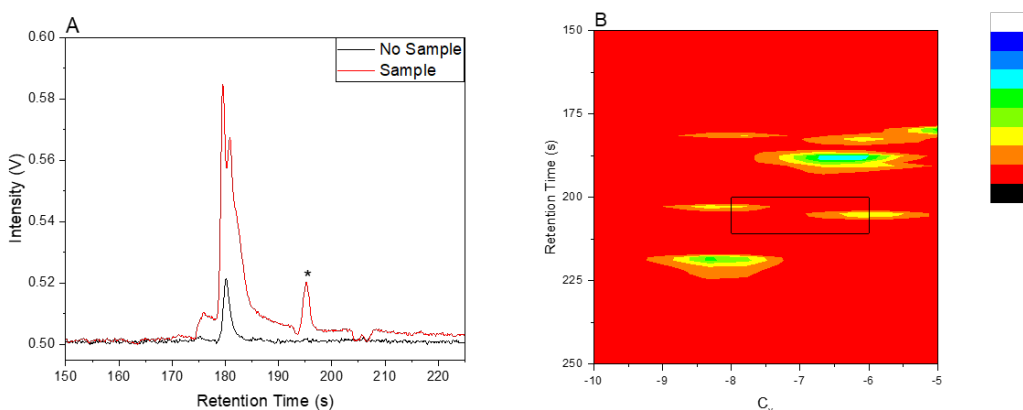 A
0.60
0.58
0.56
0.54
0.52
0.50
Intensity (V)
No Sample
Sample
*
150 160 170 180 190 200 210 220
Retention Time (s)
B
150
175
200
225
250
Retention Time (s)
-10 -9 -8 -7 -6 -5
Cv